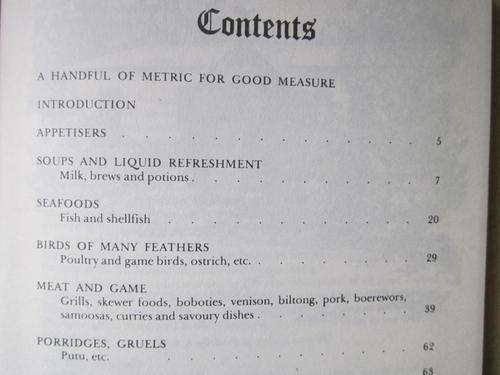 Contents
A HANDFUL OF METRIC FOR GOOD MEASURE
INTRODUCTION
APPETISERS . . . . . . . . . . . . . 5
SOUPS AND LIQUID REFRESHMENT
Milk, brews and potions . . . . . . . . . . 7
SEAFOODS
Fish and shellfish . . . . . . . . . . . 20
BIRDS OF MANY FEATHERS
Poultry and game birds, ostrich, etc. . . . . . . . 29
MEAT AND GAME
Grills, skewer foods, boboties, venison, biltong, pork, boerewors,
samoosas, curries and savoury dishes . . . . . . . 39
PORRIDGES, GRUELS 62
Putu, etc. . . . . . . . . . . .
63